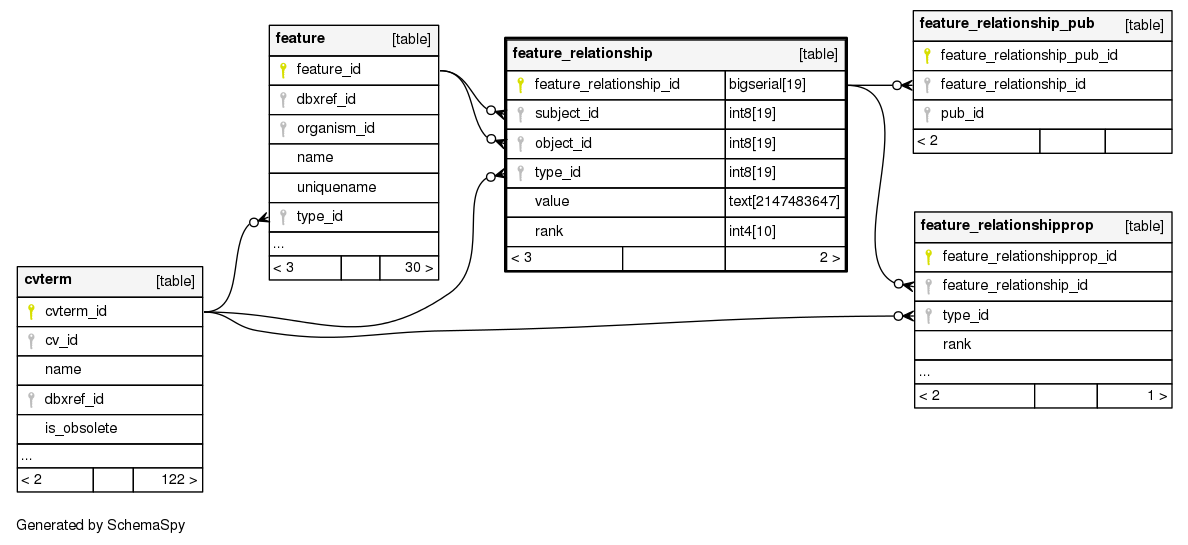 feature [table]
feature_id
dbxref_id
organism_id
name
uniquename
type_id
...
< 3 30 >
feature_relationship [table]
feature_relationship_id bigserial[19]
subject_id int8[19]
object_id int8[19]
type_id int8[19]
value text[2147483647]
rank int4[10]
< 3 2 >
feature_relationship_pub [table]
feature_relationship_pub_id
feature_relationship_id
pub_id
< 2
feature_relationshipprop [table]
feature_relationshipprop_id
feature_relationship_id
type_id
rank
...
< 2 1 >
cvterm [table]
cvterm_id
cv_id
name
dbxref_id
is_obsolete
...
< 2 122 >
Generated by SchemaSpy